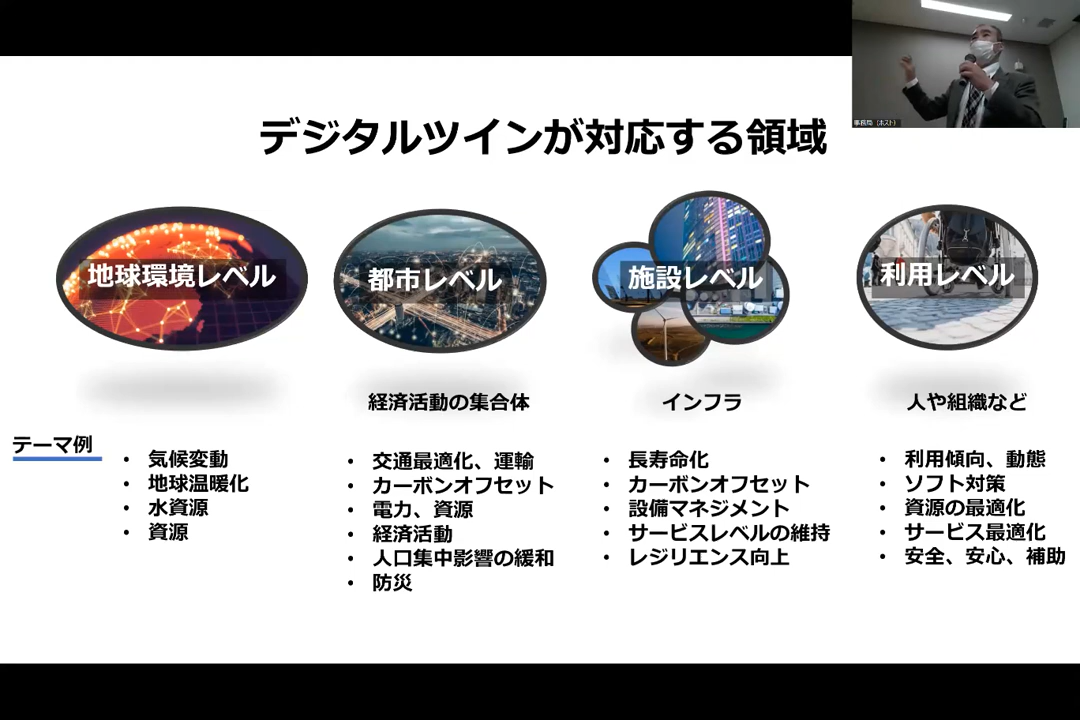 事務局（ホスト）
デジタルツインが対応する領域
地球環境レベル
都市レベル
施設レベル
利用レベル
経済活動の集合体
インフラ
人や組織など
テーマ例
• 気候変動
• 地球温暖化
• 水資源
• 資源
• 交通最適化、運輸
• カーボンオフセット
• 電力、資源
• 経済活動
• 人口集中影響の緩和
• 防災
• 長寿命化
• カーボンオフセット
• 設備マネジメント
• サービスレベルの維持
• レジリエンス向上
• 利用傾向、動態
• ソフト対策
• 資源の最適化
• サービス最適化
• 安全、安心、補助